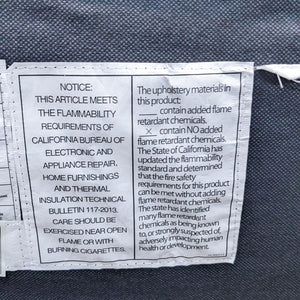 NOTICE:
THIS ARTICLE MEETS
THE FLAMMABILITY
REQUIREMENTS OF
CALIFORNIA BUREAU OF
ELECTRONIC AND
APPLIANCE REPAIR,
HOME FURNISHINGS
AND THERMAL
INSULATION TECHNICAL
BULLETIN 117-2013.
CARE SHOULD BE
EXERCISED NEAR OPEN
FLAME OR WITH
BURNING CIGARETTES.
The upholstery materials in
this product:
____ contain added flame
retardant chemicals.
__X__ contain NO added
flame retardant chemicals.
The State of California has
updated the flammability
standard and determined
that the fire safety
requirements for this product
can be met without adding
flame retardant chemicals.
The state has identified
many flame retardant
chemicals as being known
to, or strongly suspected of,
adversely impacting human
health or development.